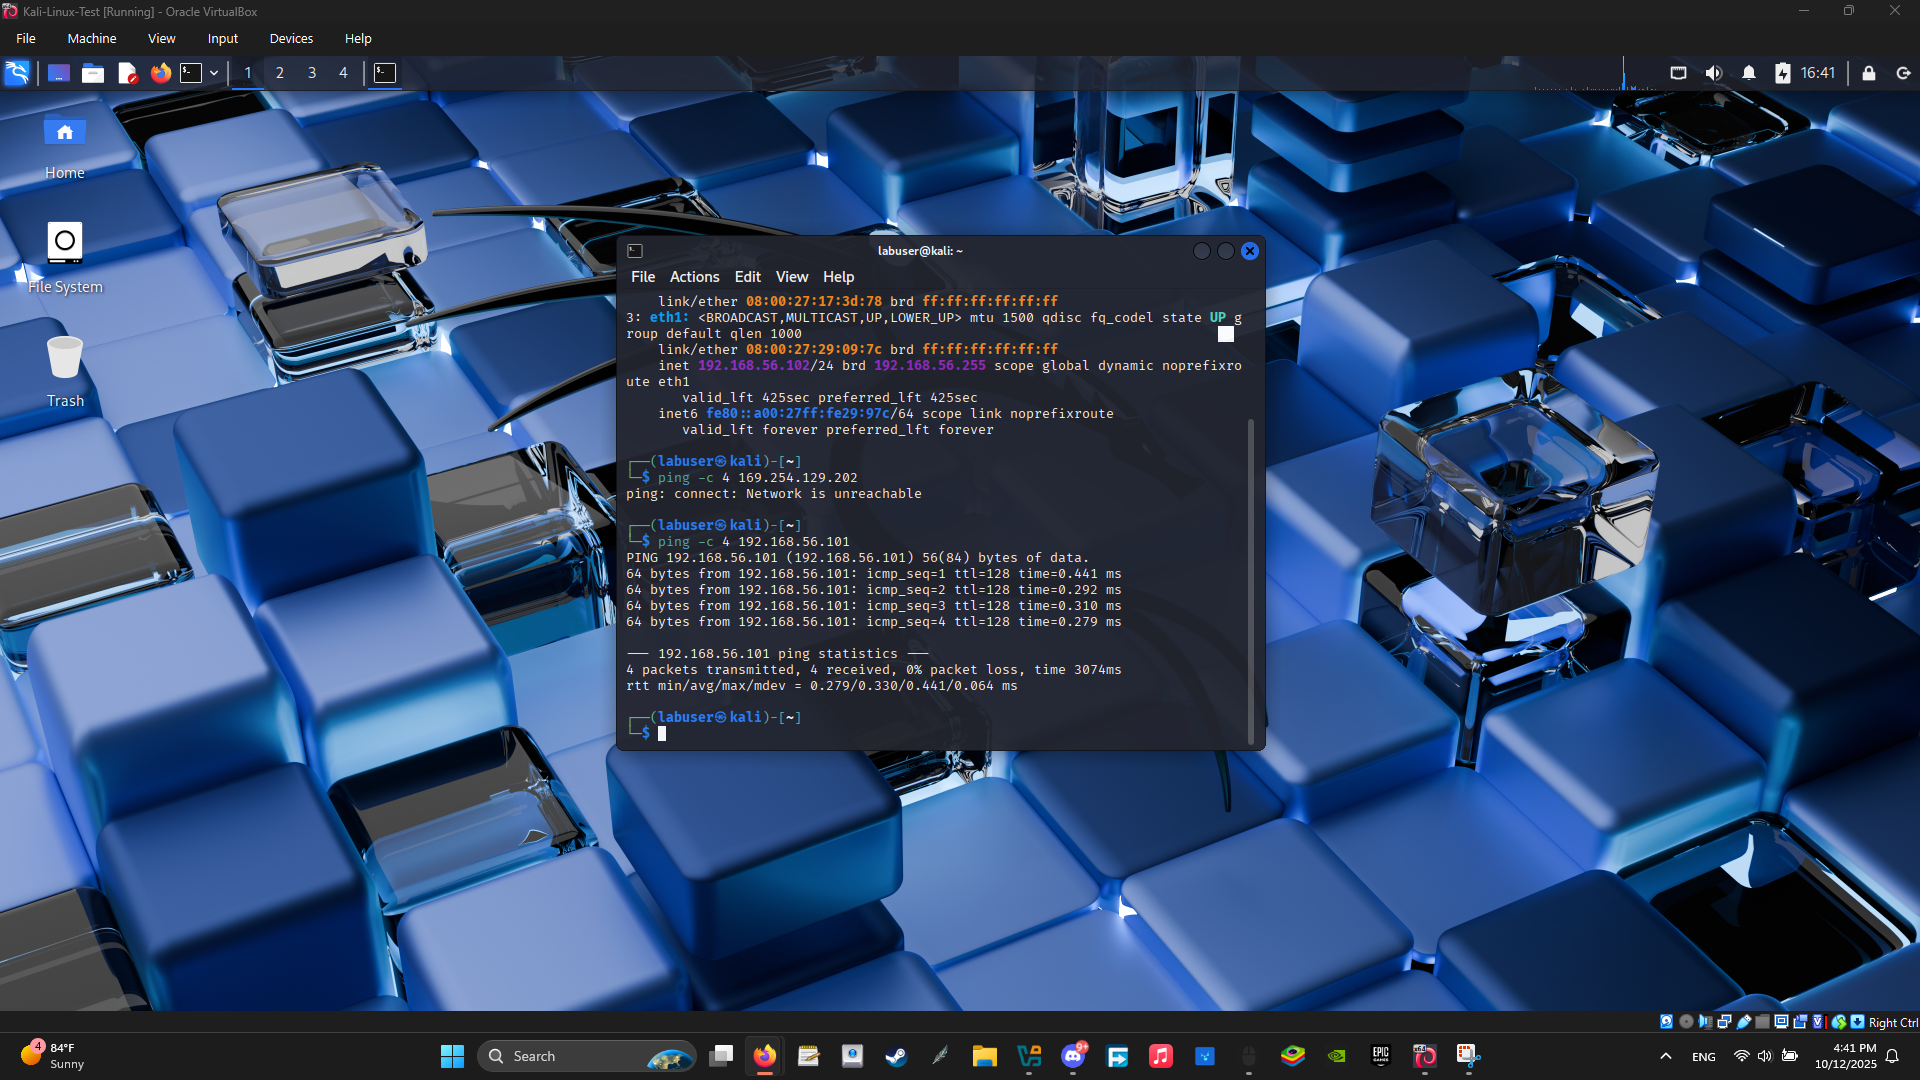 Kali-Linux-Test [Running] - Oracle VirtualBox
File Machine View Input Devices Help
1 2 3 4
16:41
Home
File System
Trash
labuser@kali: ~
File Actions Edit View Help
link/ether 08:00:27:17:3d:78 brd ff:ff:ff:ff:ff:ff
3: eth1: <BROADCAST,MULTICAST,UP,LOWER_UP> mtu 1500 qdisc fq_codel state UP g
roup default qlen 1000
link/ether 08:00:27:29:09:7c brd ff:ff:ff:ff:ff:ff
inet 192.168.56.102/24 brd 192.168.56.255 scope global dynamic noprefixro
ute eth1
valid_lft 425sec preferred_lft 425sec
inet6 fe80::a00:27ff:fe29:97c/64 scope link noprefixroute
valid_lft forever preferred_lft forever
┌──(labuser㉿kali)-[~]
└─$ ping -c 4 169.254.129.202
ping: connect: Network is unreachable
┌──(labuser㉿kali)-[~]
└─$ ping -c 4 192.168.56.101
PING 192.168.56.101 (192.168.56.101) 56(84) bytes of data.
64 bytes from 192.168.56.101: icmp_seq=1 ttl=128 time=0.441 ms
64 bytes from 192.168.56.101: icmp_seq=2 ttl=128 time=0.292 ms
64 bytes from 192.168.56.101: icmp_seq=3 ttl=128 time=0.310 ms
64 bytes from 192.168.56.101: icmp_seq=4 ttl=128 time=0.279 ms
--- 192.168.56.101 ping statistics ---
4 packets transmitted, 4 received, 0% packet loss, time 3074ms
rtt min/avg/max/mdev = 0.279/0.330/0.441/0.064 ms
┌──(labuser㉿kali)-[~]
└─$
Right Ctrl
4
84°F
Sunny
Search
9+
EPIC GAMES
x64
ENG
4:41 PM
10/12/2025